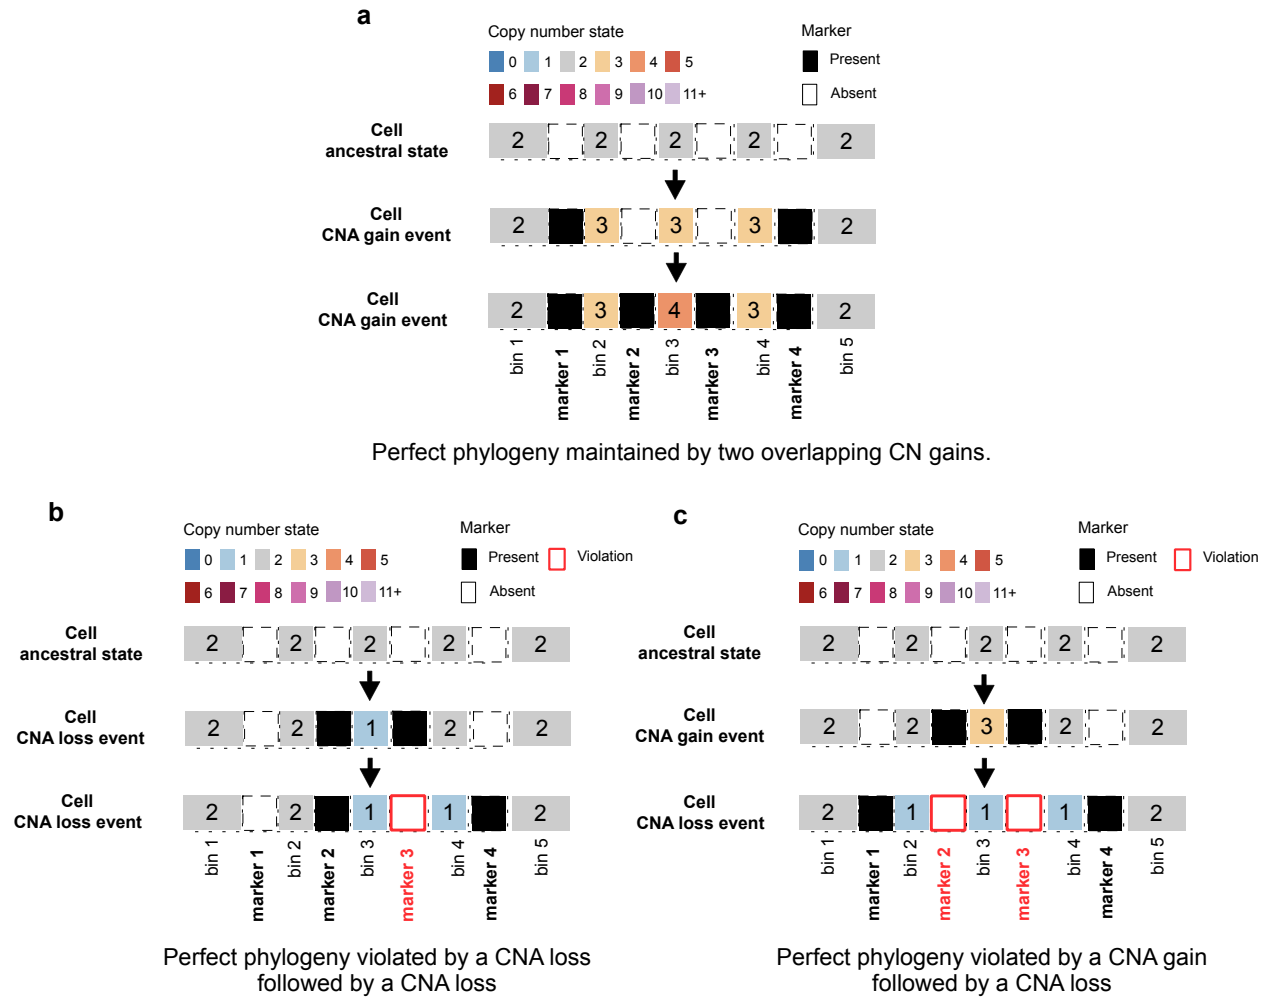 a
Copy number state
Marker
0 1 2 3 4 5
Present
6 7 8 9 10 11+
Absent
Cell
ancestral state
2 2 2 2 2
Cell
CNA gain event
2 3 3 3 2
Cell
CNA gain event
2 3 4 3 2
bin 1 marker 1 bin 2 marker 2 bin 3 marker 3 bin 4 marker 4 bin 5
Perfect phylogeny maintained by two overlapping CN gains.
b
Copy number state
Marker
0 1 2 3 4 5
Present Violation
6 7 8 9 10 11+
Absent
Cell
ancestral state
2 2 2 2 2
Cell
CNA loss event
2 2 1 2 2
Cell
CNA loss event
2 2 1 1 2
bin 1 marker 1 bin 2 marker 2 bin 3 marker 3 bin 4 marker 4 bin 5
Perfect phylogeny violated by a CNA loss
followed by a CNA loss
c
Copy number state
Marker
0 1 2 3 4 5
Present Violation
6 7 8 9 10 11+
Absent
Cell
ancestral state
2 2 2 2 2
Cell
CNA gain event
2 2 3 2 2
Cell
CNA loss event
2 1 1 1 2
bin 1 marker 1 bin 2 marker 2 bin 3 marker 3 bin 4 marker 4 bin 5
Perfect phylogeny violated by a CNA gain
followed by a CNA loss